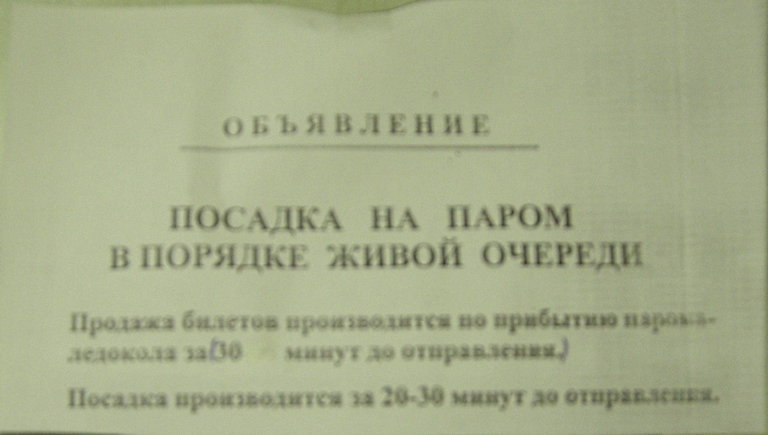 ОБЪЯВЛЕНИЕ
ПОСАДКА НА ПАРОМ
В ПОРЯДКЕ ЖИВОЙ ОЧЕРЕДИ
Продажа билетов производится по прибытию парома-
ледокола за (30 минут до отправления.)
Посадка производится за 20-30 минут до отправления.